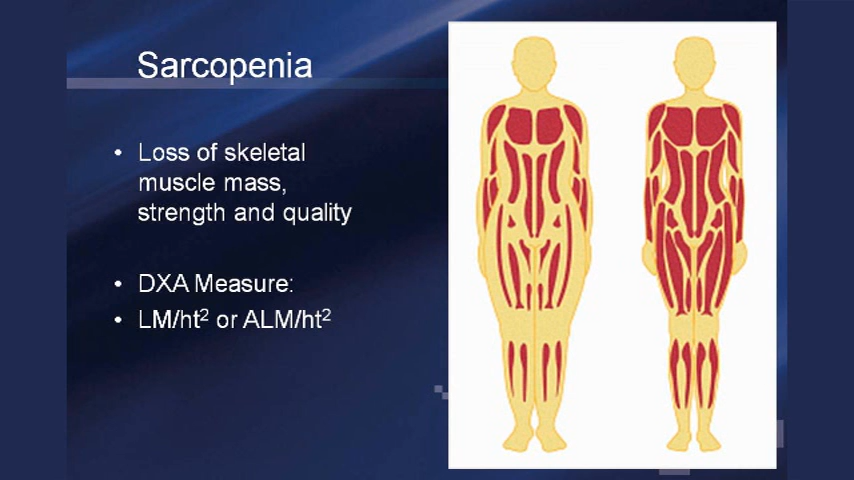 Sarcopenia
• Loss of skeletal
muscle mass,
strength and quality
• DXA Measure:
• LM/ht² or ALM/ht²